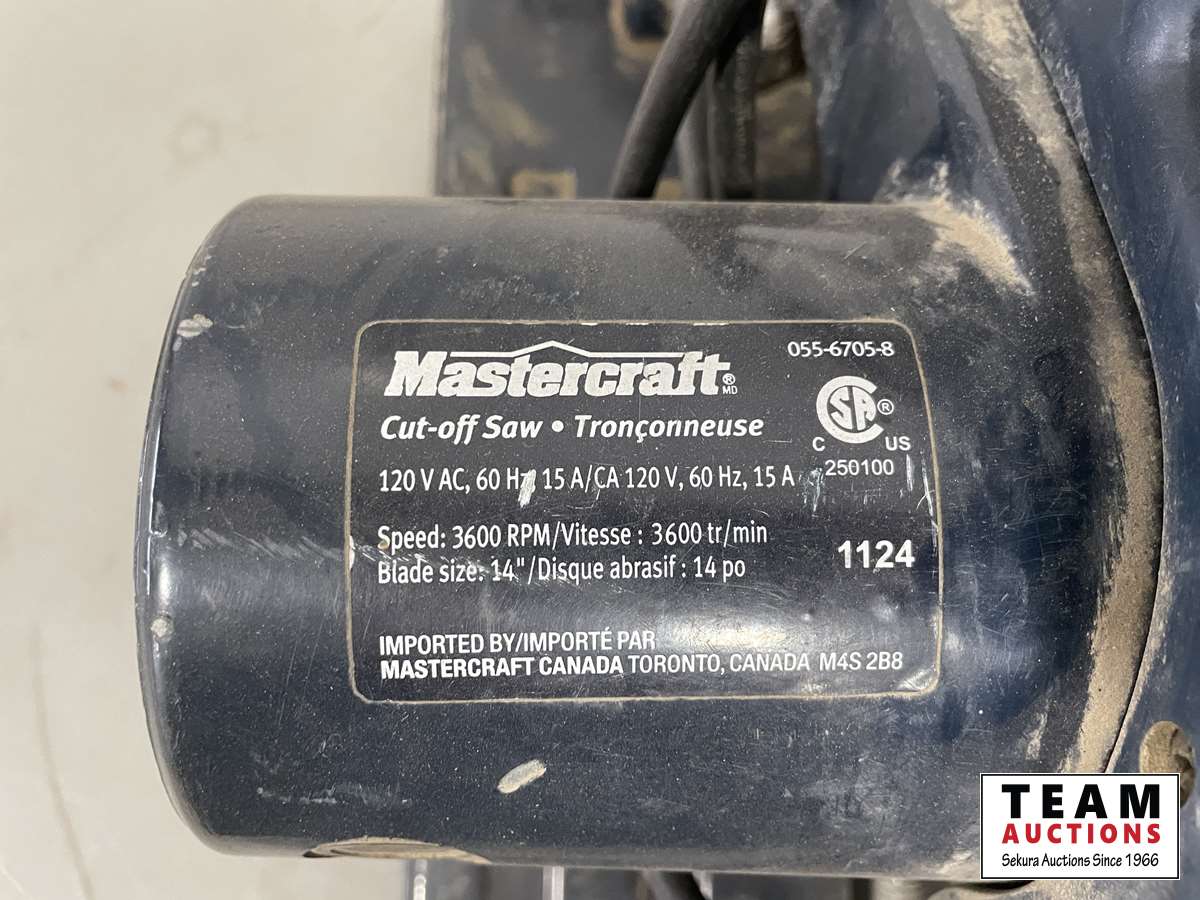 Mastercraft ® MD
055-6705-8
Cut-off Saw • Tronçonneuse
CSA ®
C US
120 V AC, 60 Hz, 15 A/CA 120 V, 60 Hz, 15 A
250100
Speed: 3600 RPM/Vitesse : 3600 tr/min
1124
Blade size: 14"/Disque abrasif : 14 po
IMPORTED BY/IMPORTÉ PAR
MASTERCRAFT CANADA TORONTO, CANADA M4S 2B8
TEAM
AUCTIONS
Sekura Auctions Since 1966